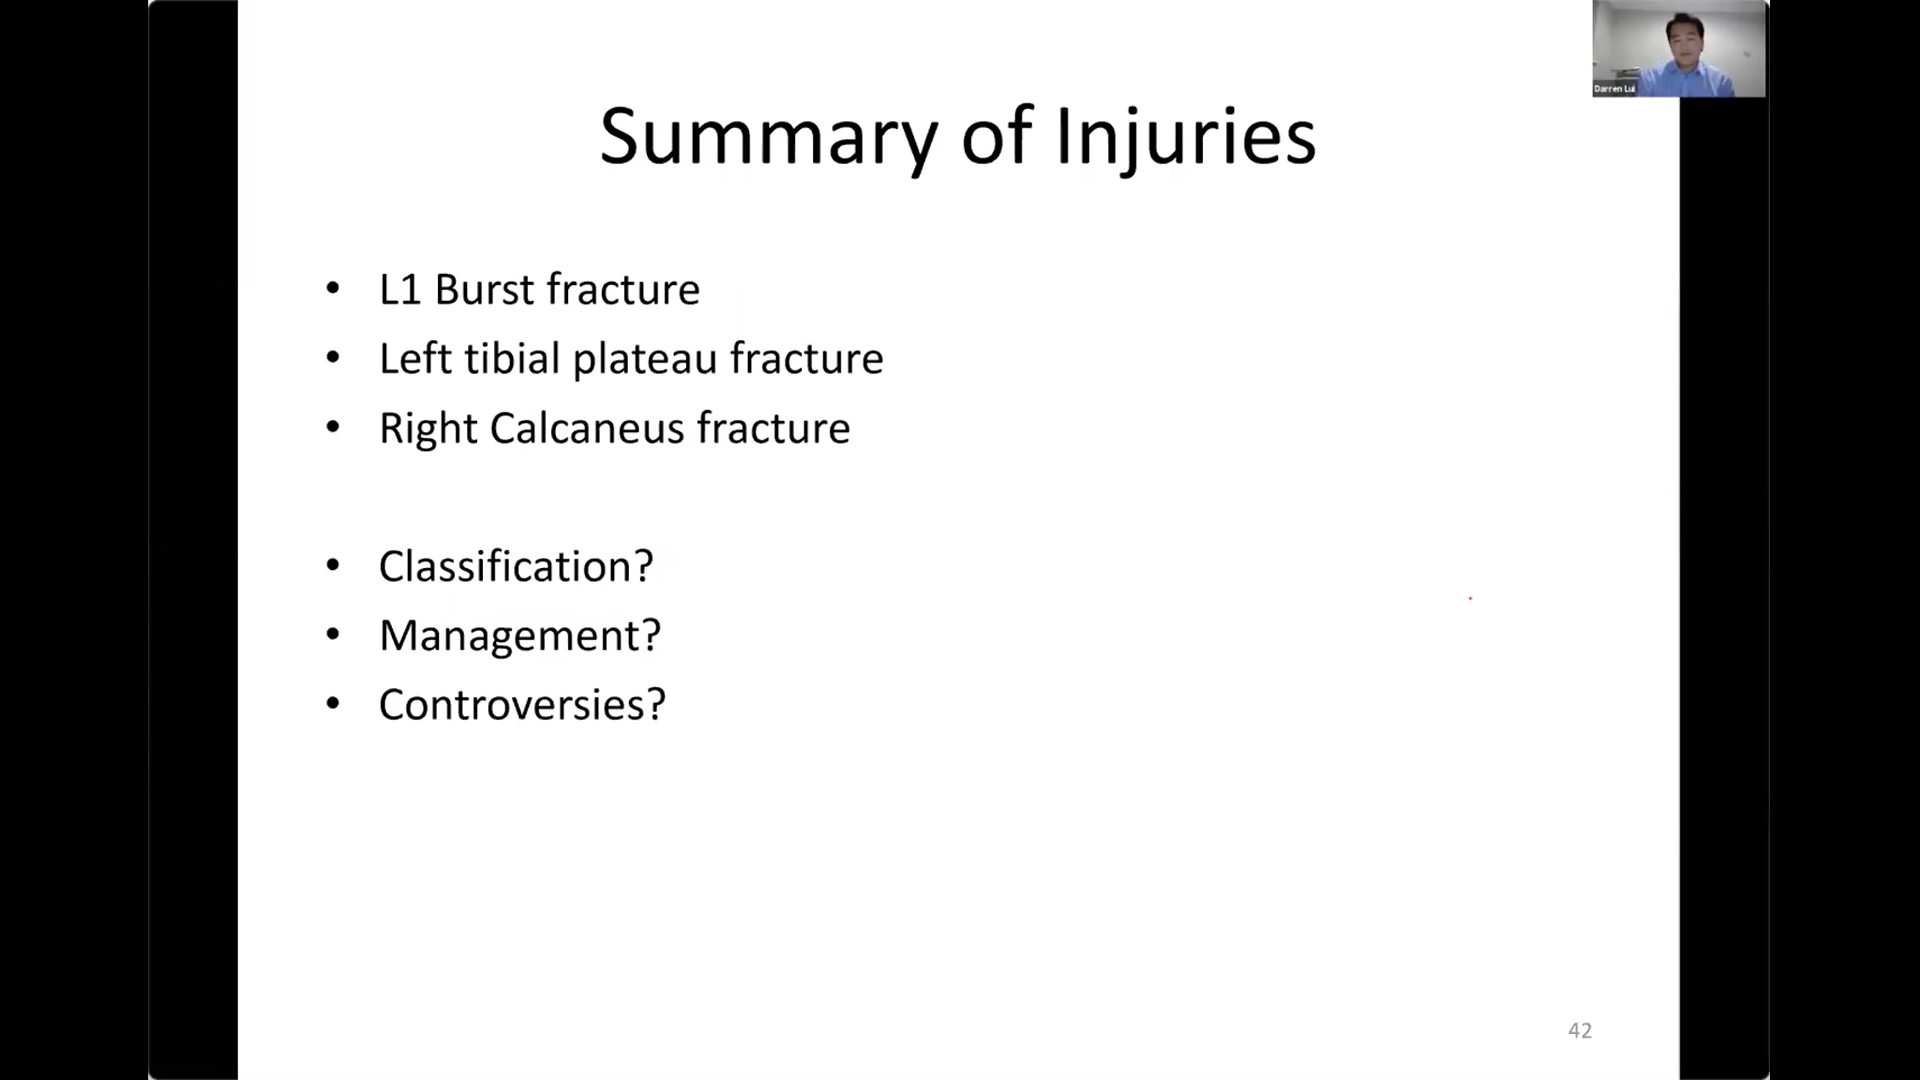 Darren Lui
Summary of Injuries
• L1 Burst fracture
• Left tibial plateau fracture
• Right Calcaneus fracture
• Classification?
• Management?
• Controversies?
42